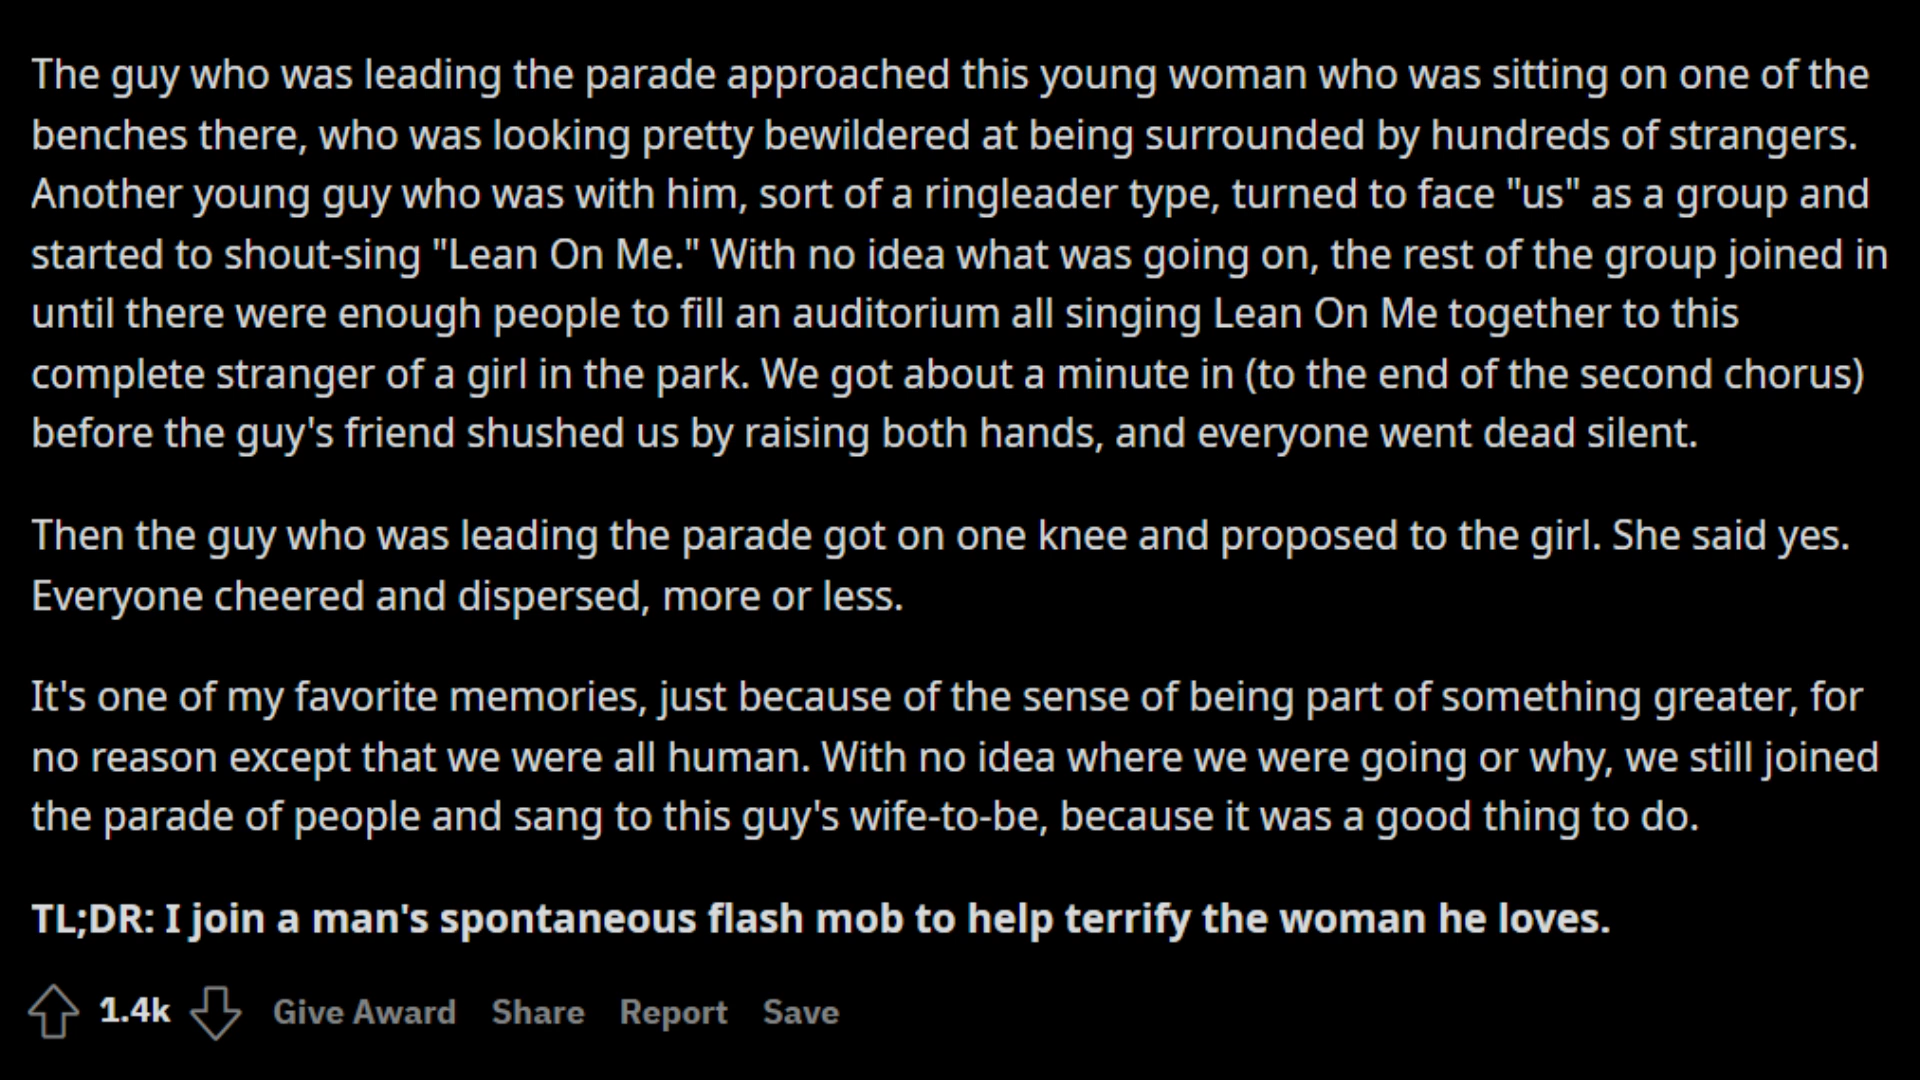 The guy who was leading the parade approached this young woman who was sitting on one of the
benches there, who was looking pretty bewildered at being surrounded by hundreds of strangers.
Another young guy who was with him, sort of a ringleader type, turned to face "us" as a group and
started to shout-sing "Lean On Me." With no idea what was going on, the rest of the group joined in
until there were enough people to fill an auditorium all singing Lean On Me together to this
complete stranger of a girl in the park. We got about a minute in (to the end of the second chorus)
before the guy's friend shushed us by raising both hands, and everyone went dead silent.
Then the guy who was leading the parade got on one knee and proposed to the girl. She said yes.
Everyone cheered and dispersed, more or less.
It's one of my favorite memories, just because of the sense of being part of something greater, for
no reason except that we were all human. With no idea where we were going or why, we still joined
the parade of people and sang to this guy's wife-to-be, because it was a good thing to do.
TL;DR: I join a man's spontaneous flash mob to help terrify the woman he loves.
1.4k Give Award Share Report Save